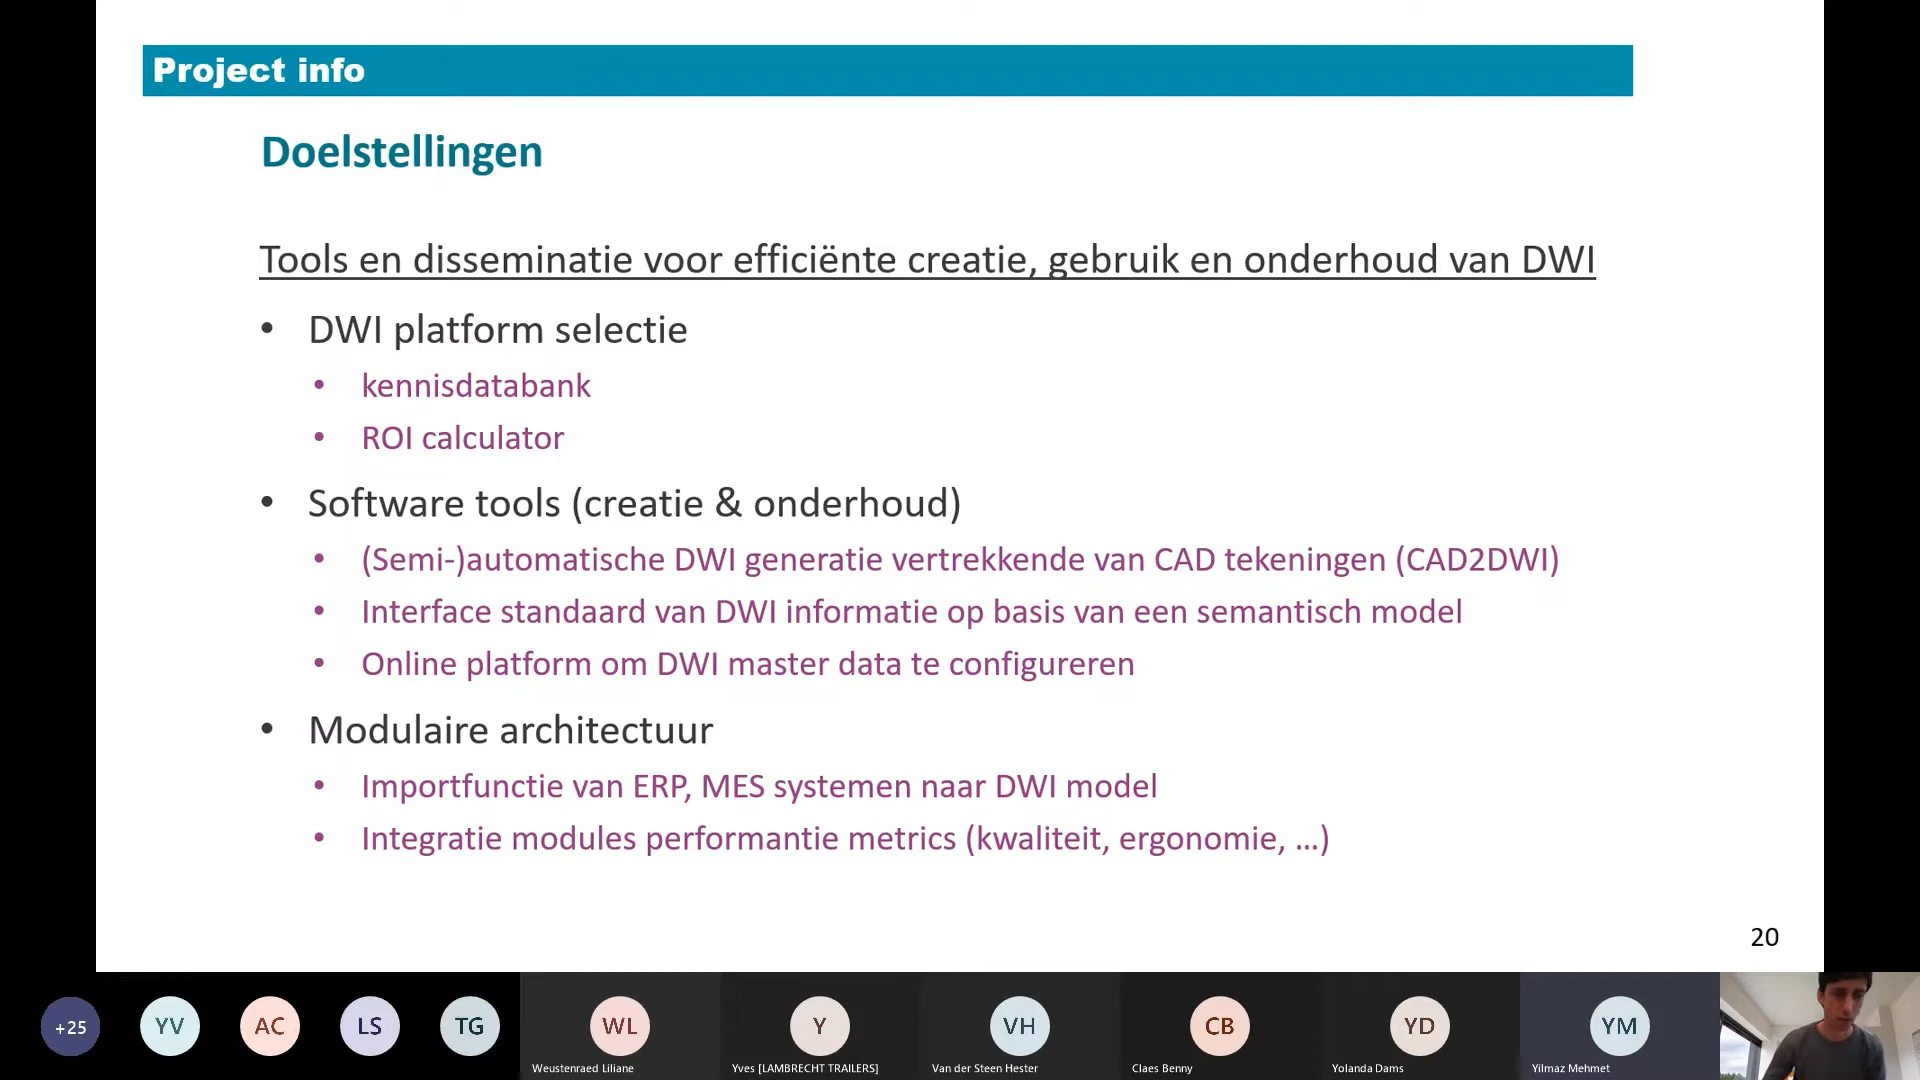 Project info
Doelstellingen
Tools en disseminatie voor efficiënte creatie, gebruik en onderhoud van DWI
• DWI platform selectie
• kennisdatabank
• ROI calculator
• Software tools (creatie & onderhoud)
• (Semi-)automatische DWI generatie vertrekkende van CAD tekeningen (CAD2DWI)
• Interface standaard van DWI informatie op basis van een semantisch model
• Online platform om DWI master data te configureren
• Modulaire architectuur
• Importfunctie van ERP, MES systemen naar DWI model
• Integratie modules performantie metrics (kwaliteit, ergonomie, ...)
20
+25 YV AC LS TG WL Y VH CB YD YM
Weustenraed Liliane Yves [LAMBRECHT TRAILERS] Van der Steen Hester Claes Benny Yolanda Dams Yilmaz Mehmet